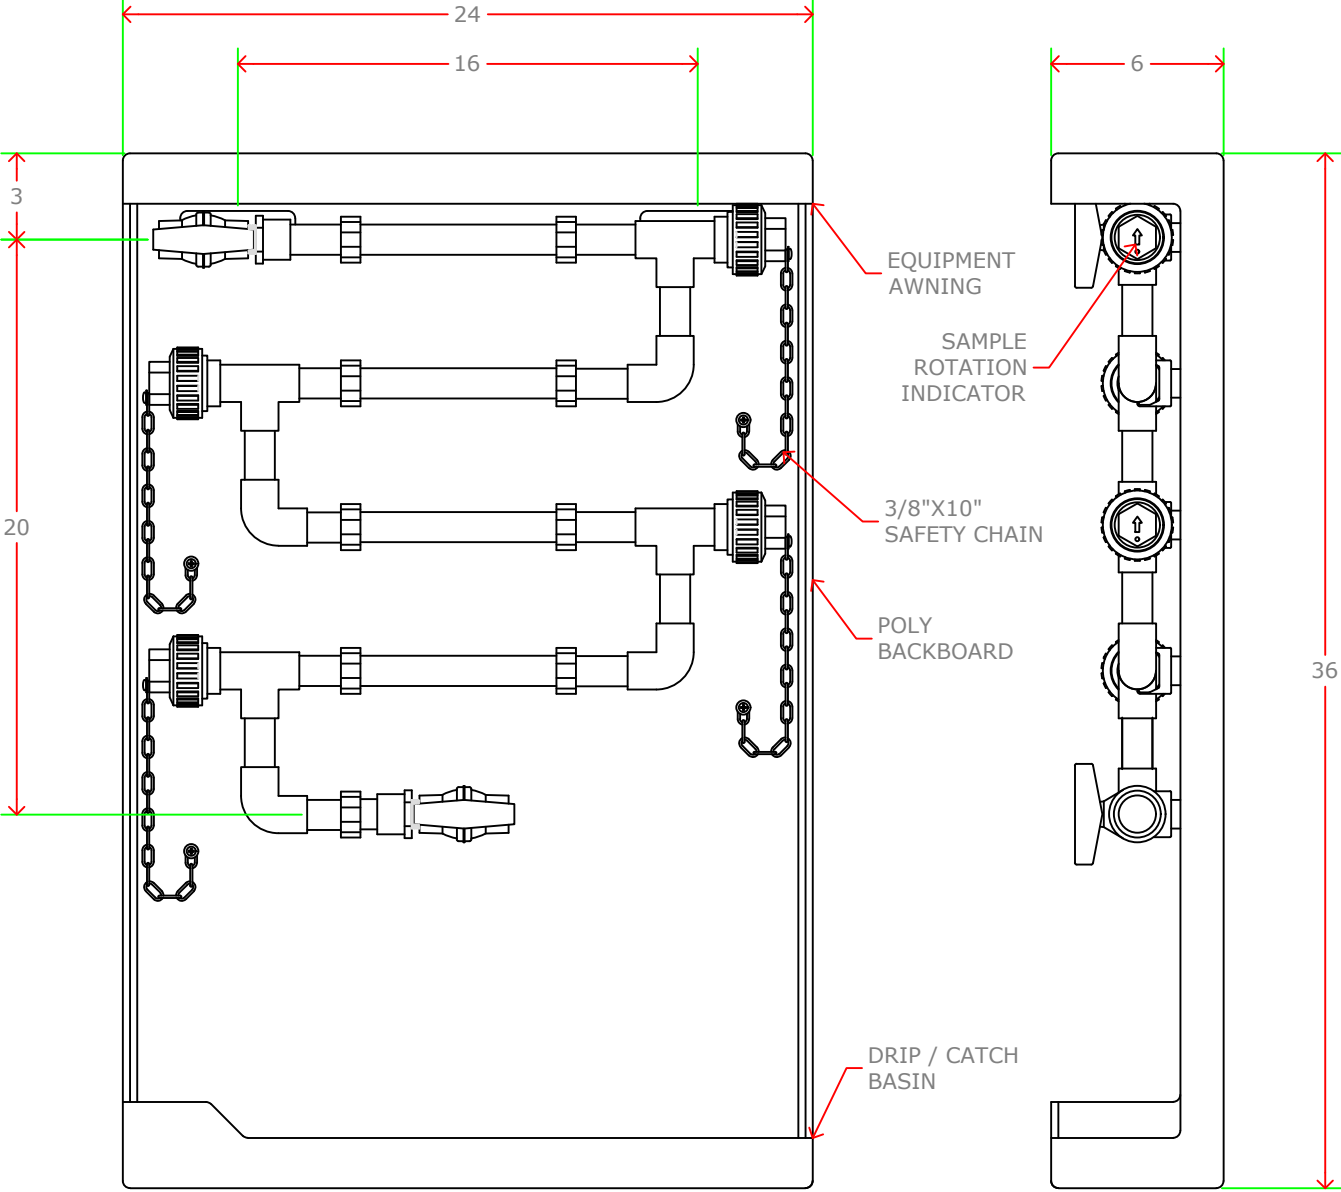 24
16
6
3
EQUIPMENT
AWNING
SAMPLE
ROTATION
INDICATOR
3/8"X10"
SAFETY CHAIN
20
POLY
BACKBOARD
36
DRIP / CATCH
BASIN